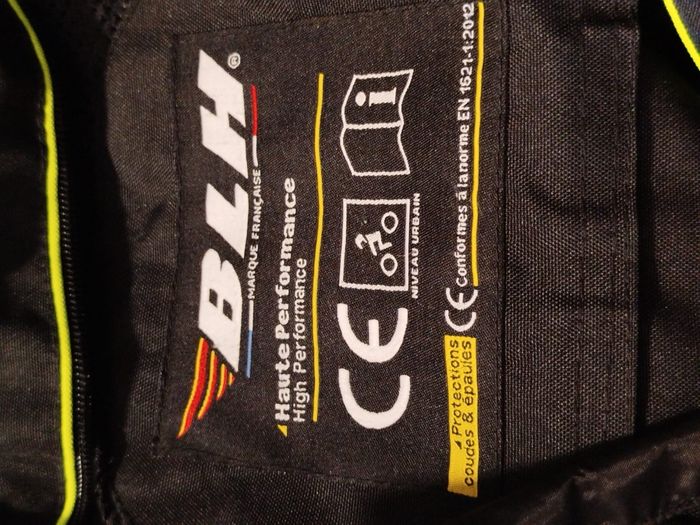 BLH®
MARQUE FRANÇAISE
Haute Performance
High Performance
CE
i
NIVEAU URBAIN
Protections
coudes & épaules
CE Conformes à la norme EN 1621-1:2012